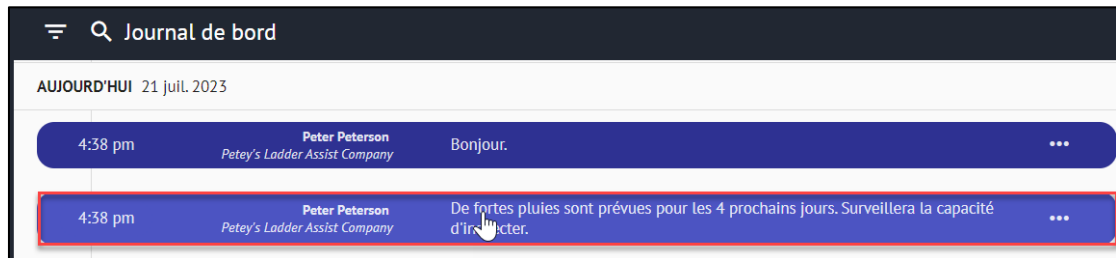 Journal de bord
AUJOURD'HUI 21 juil. 2023
4:38 pm
Peter Peterson
Petey's Ladder Assist Company
Bonjour.
4:38 pm
Peter Peterson
Petey's Ladder Assist Company
De fortes pluies sont prévues pour les 4 prochains jours. Surveillera la capacité